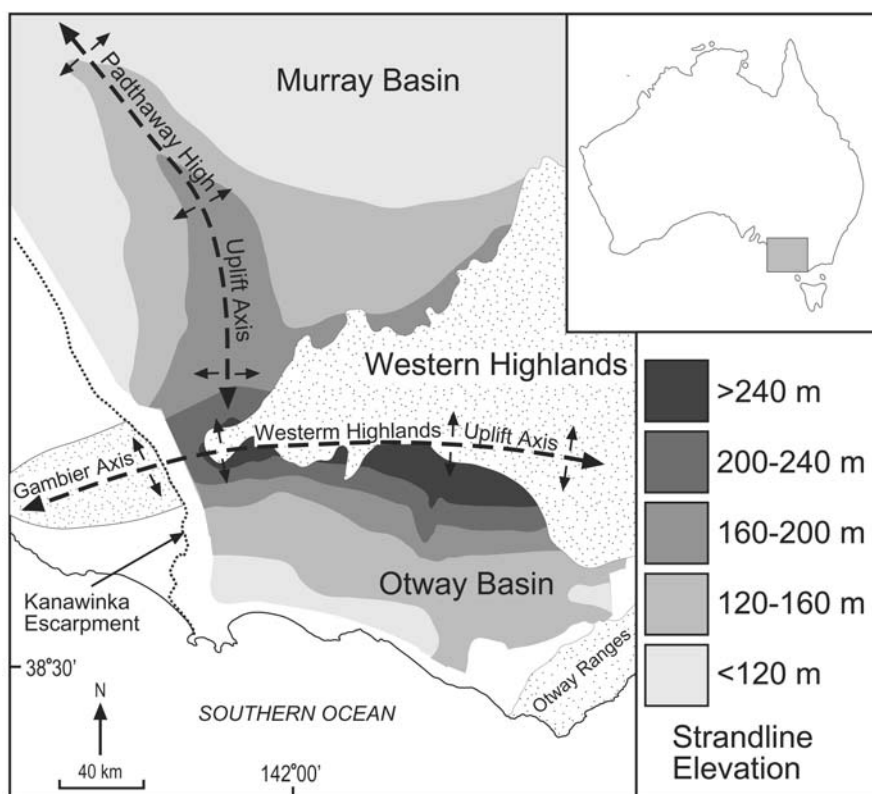 Murray Basin
Padthaway High
Uplift Axis
Western Highlands
Westerm Highlands
Uplift Axis
Gambier Axis
Otway Basin
Kanawinka
Escarpment
Otway Ranges
38°30'
N
SOUTHERN OCEAN
40 km
142°00'
>240 m
200-240 m
160-200 m
120-160 m
<120 m
Strandline
Elevation